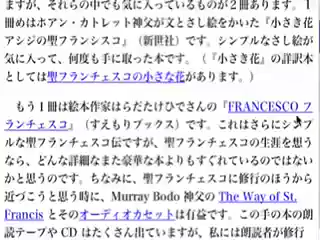 ますが、それらの中でも気に入っているものが２冊あります。１
冊めはホアン・カトレット神父が文とさし絵をかいた『小さき花
アシジの聖フランシスコ』（新世社）です。シンプルなさし絵が
気に入って、何度も手に取った本です。（『小さき花』の詳訳本
としては聖フランチェスコの小さな花があります。）
もう１冊は絵本作家はらだたけひでさんの『FRANCESCO フ
ランチェスコ』（すえもりブックス）です。これはさらにシンプ
ルな聖フランチェスコ伝ですが、聖フランチェスコの生涯を想う
なら、どんな詳細なまた豪華な本よりもすぐれているのではない
かと思うのです。ちなみに、聖フランチェスコに修行のほうから
近づこうと思う時に、Murray Bodo 神父の The Way of St.
Francis とそのオーディオカセットは有益です。この手の本の朗
読テープや CD はたくさん出ていますが、私には朗読者が修行